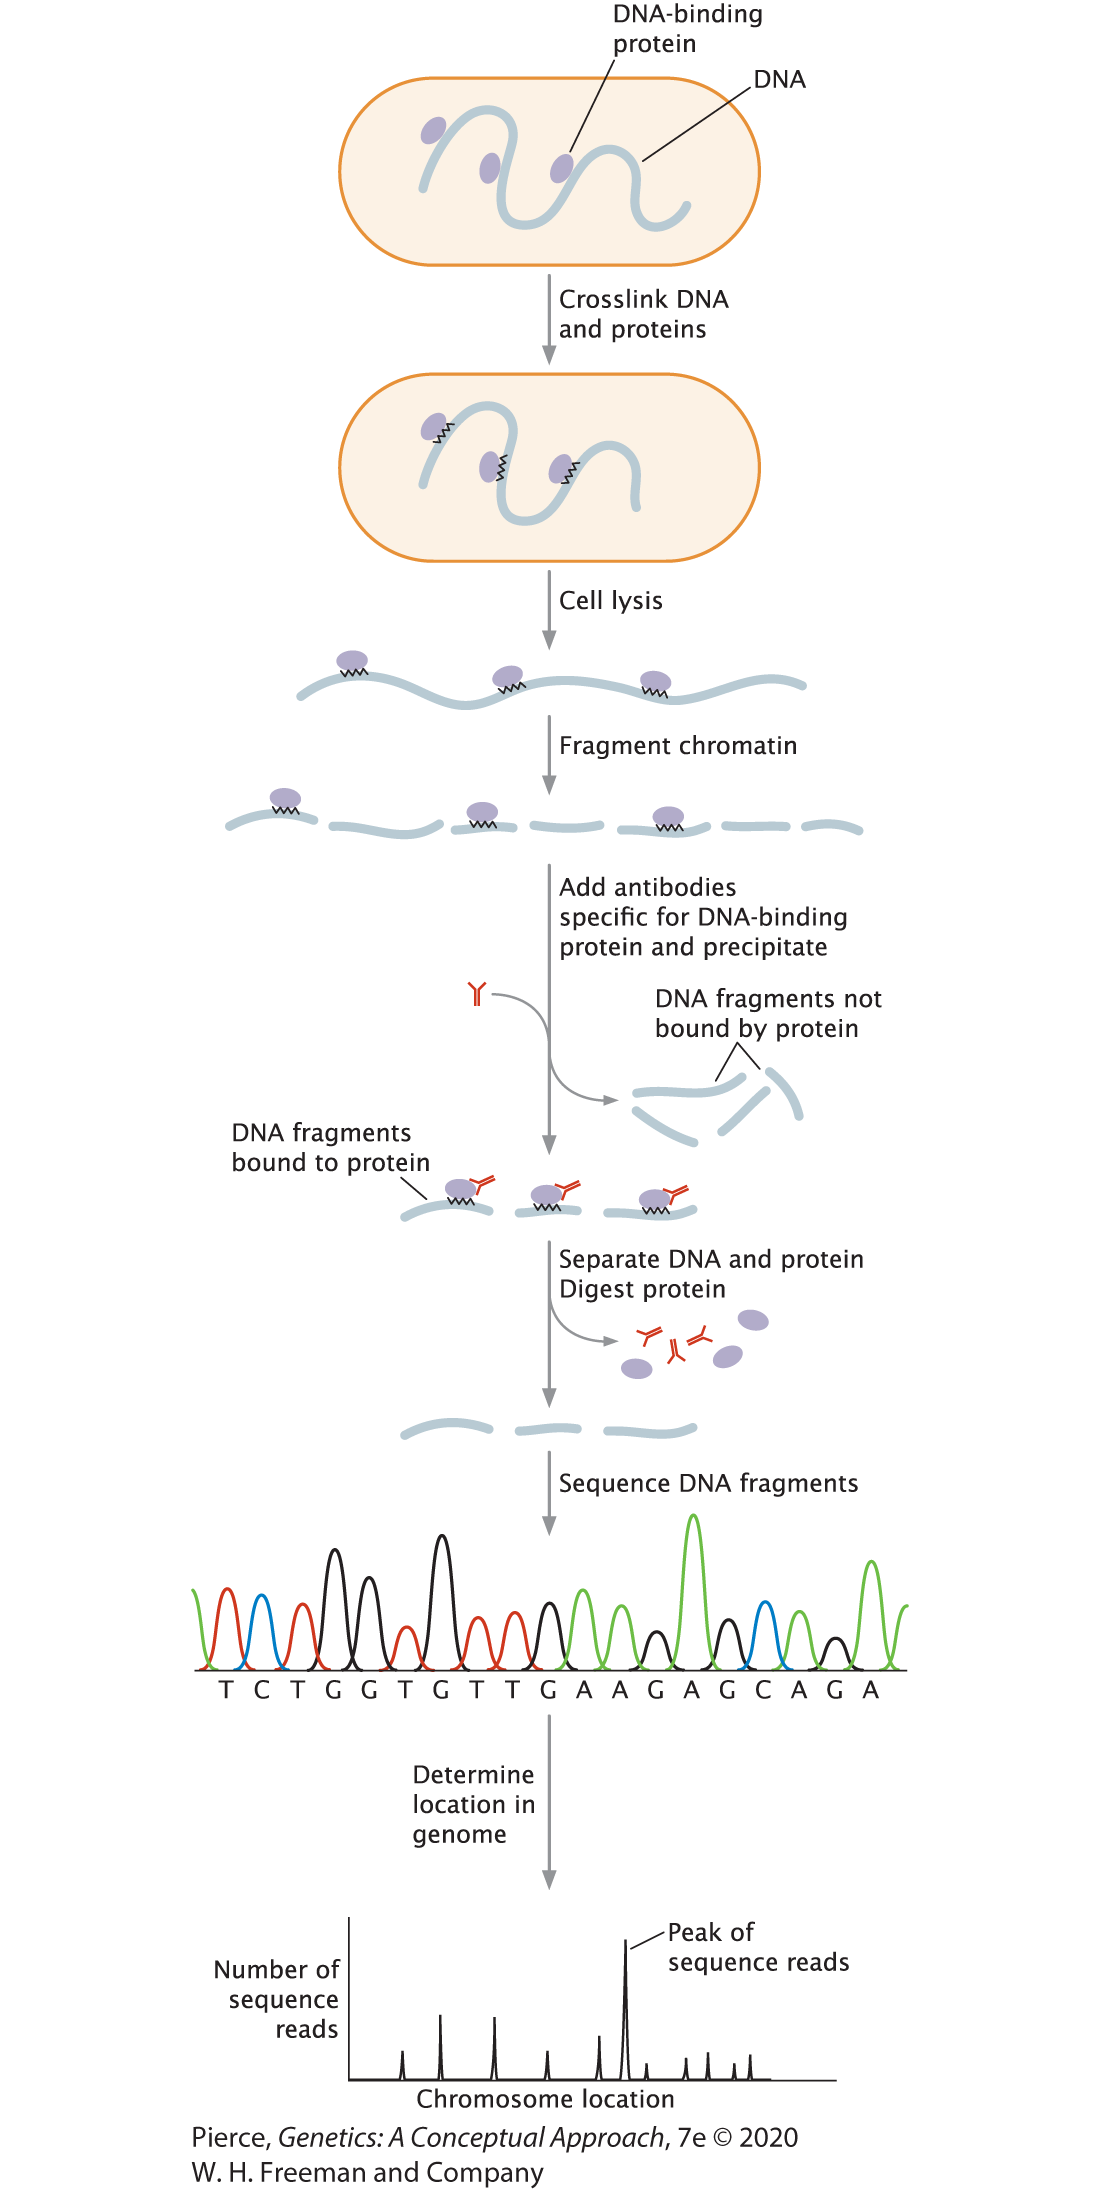 DNA-binding
protein
DNA
Crosslink DNA
and proteins
Cell lysis
Fragment chromatin
Add antibodies
specific for DNA-binding
protein and precipitate
DNA fragments not
bound by protein
DNA fragments
bound to protein
Separate DNA and protein
Digest protein
Sequence DNA fragments
T C T G G T G T T G A A G A G C A G A
Determine
location in
genome
Peak of
sequence reads
Number of
sequence
reads
Chromosome location
Pierce, Genetics: A Conceptual Approach, 7e © 2020
W. H. Freeman and Company